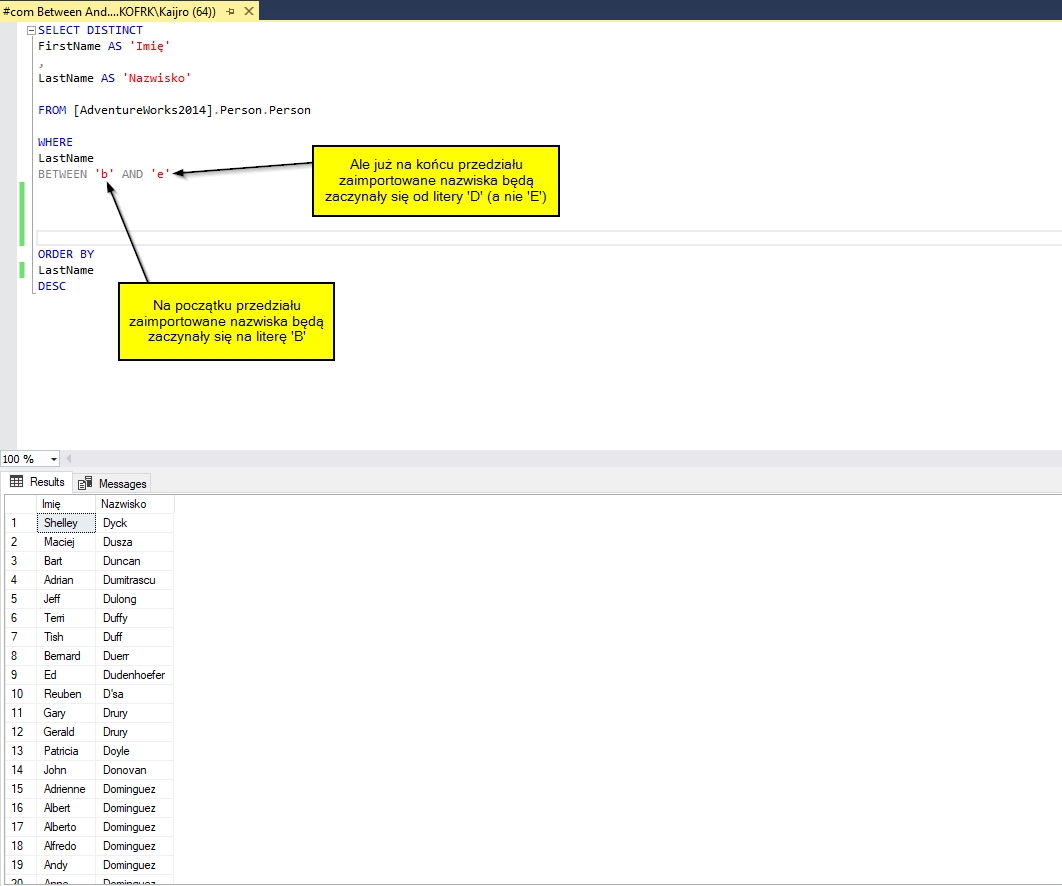 #com Between And....KOFRK\Kaijro (64))
SELECT DISTINCT
FirstName AS 'Imię'
,
LastName AS 'Nazwisko'
FROM [AdventureWorks2014].Person.Person
WHERE
LastName
BETWEEN 'b' AND 'e'
Ale już na końcu przedziału
zaimportowane nazwiska będą
zaczynały się od litery 'D' (a nie 'E')
ORDER BY
LastName
DESC
Na początku przedziału
zaimportowane nazwiska będą
zaczynały się na literę 'B'
100 %
Results Messages
Imię Nazwisko
1 Shelley Dyck
2 Maciej Dusza
3 Bart Duncan
4 Adrian Dumitrascu
5 Jeff Dulong
6 Terri Duffy
7 Tish Duff
8 Bernard Duerr
9 Ed Dudenhoefer
10 Reuben D'sa
11 Gary Drury
12 Gerald Drury
13 Patricia Doyle
14 John Donovan
15 Adrienne Dominguez
16 Albert Dominguez
17 Alberto Dominguez
18 Alfredo Dominguez
19 Andy Dominguez
20 Anne Dominguez